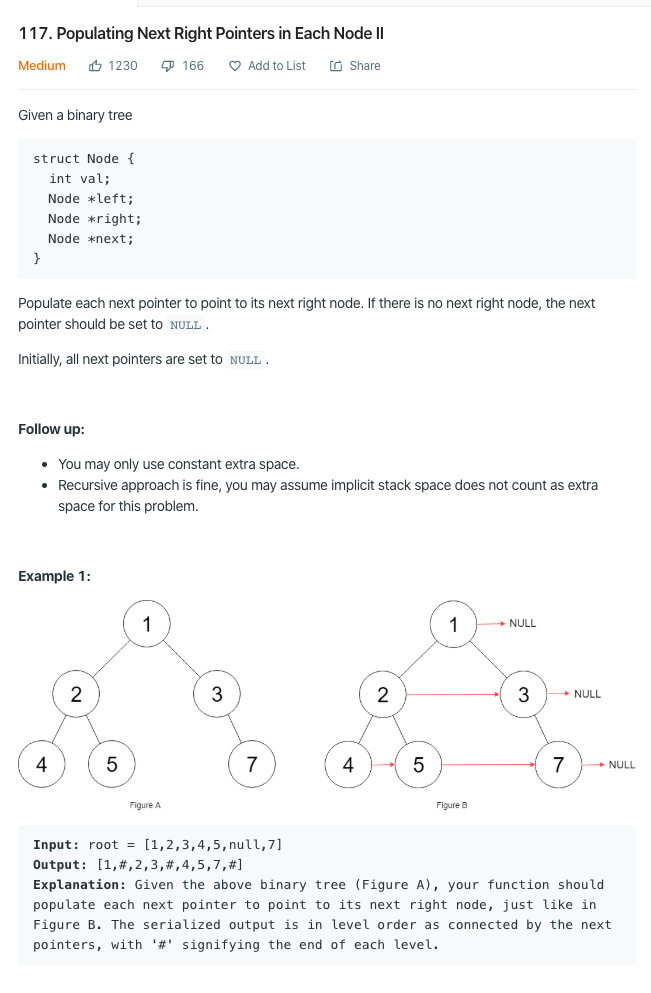 117. Populating Next Right Pointers in Each Node II
Medium 1230 166 Add to List Share
Given a binary tree
struct Node {
  int val;
  Node *left;
  Node *right;
  Node *next;
}
Populate each next pointer to point to its next right node. If there is no next right node, the next
pointer should be set to NULL .
Initially, all next pointers are set to NULL .
Follow up:
• You may only use constant extra space.
• Recursive approach is fine, you may assume implicit stack space does not count as extra
space for this problem.
Example 1:
1 1 NULL
2 3 2 3 NULL
4 5 7 4 5 7 NULL
Figure A Figure B
Input: root = [1,2,3,4,5,null,7]
Output: [1,#,2,3,#,4,5,7,#]
Explanation: Given the above binary tree (Figure A), your function should
populate each next pointer to point to its next right node, just like in
Figure B. The serialized output is in level order as connected by the next
pointers, with '#' signifying the end of each level.